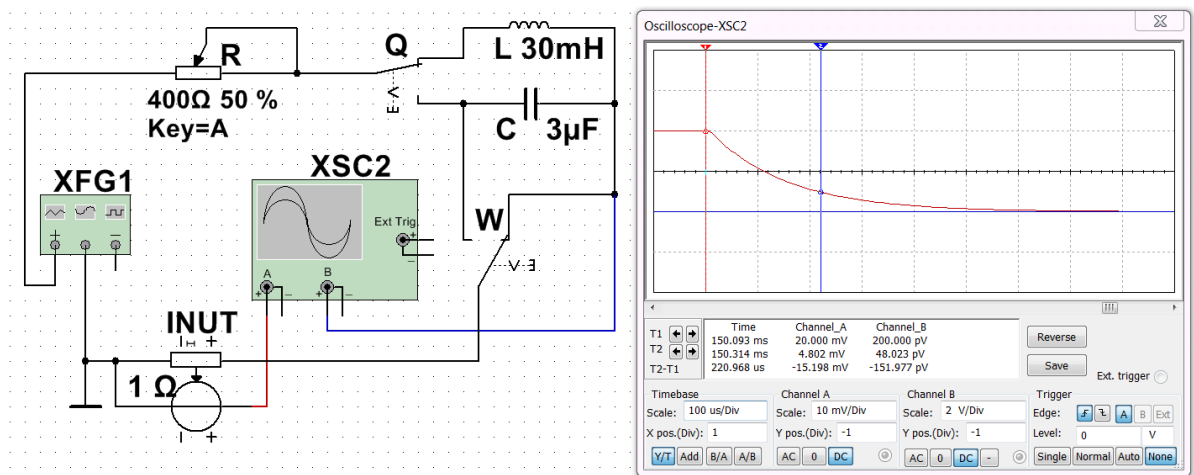 R
400Ω 50 %
Key=A
Q
L 30mH
C 3µF
XFG1
XSC2
Ext Trig
+
−
A
B
+ − + −
W
INUT
1 Ω
Oscilloscope-XSC2
1
2
Time Channel_A Channel_B
T1 150.093 ms 20.000 mV 200.000 pV
T2 150.314 ms 4.802 mV 48.023 pV
T2-T1 220.968 us -15.198 mV -151.977 pV
Reverse
Save
Ext. trigger
Timebase
Scale: 100 us/Div
X pos.(Div): 1
Y/T Add B/A A/B
Channel A
Scale: 10 mV/Div
Y pos.(Div): -1
AC 0 DC
Channel B
Scale: 2 V/Div
Y pos.(Div): -1
AC 0 DC -
Trigger
Edge: A B Ext
Level: 0 V
Single Normal Auto None